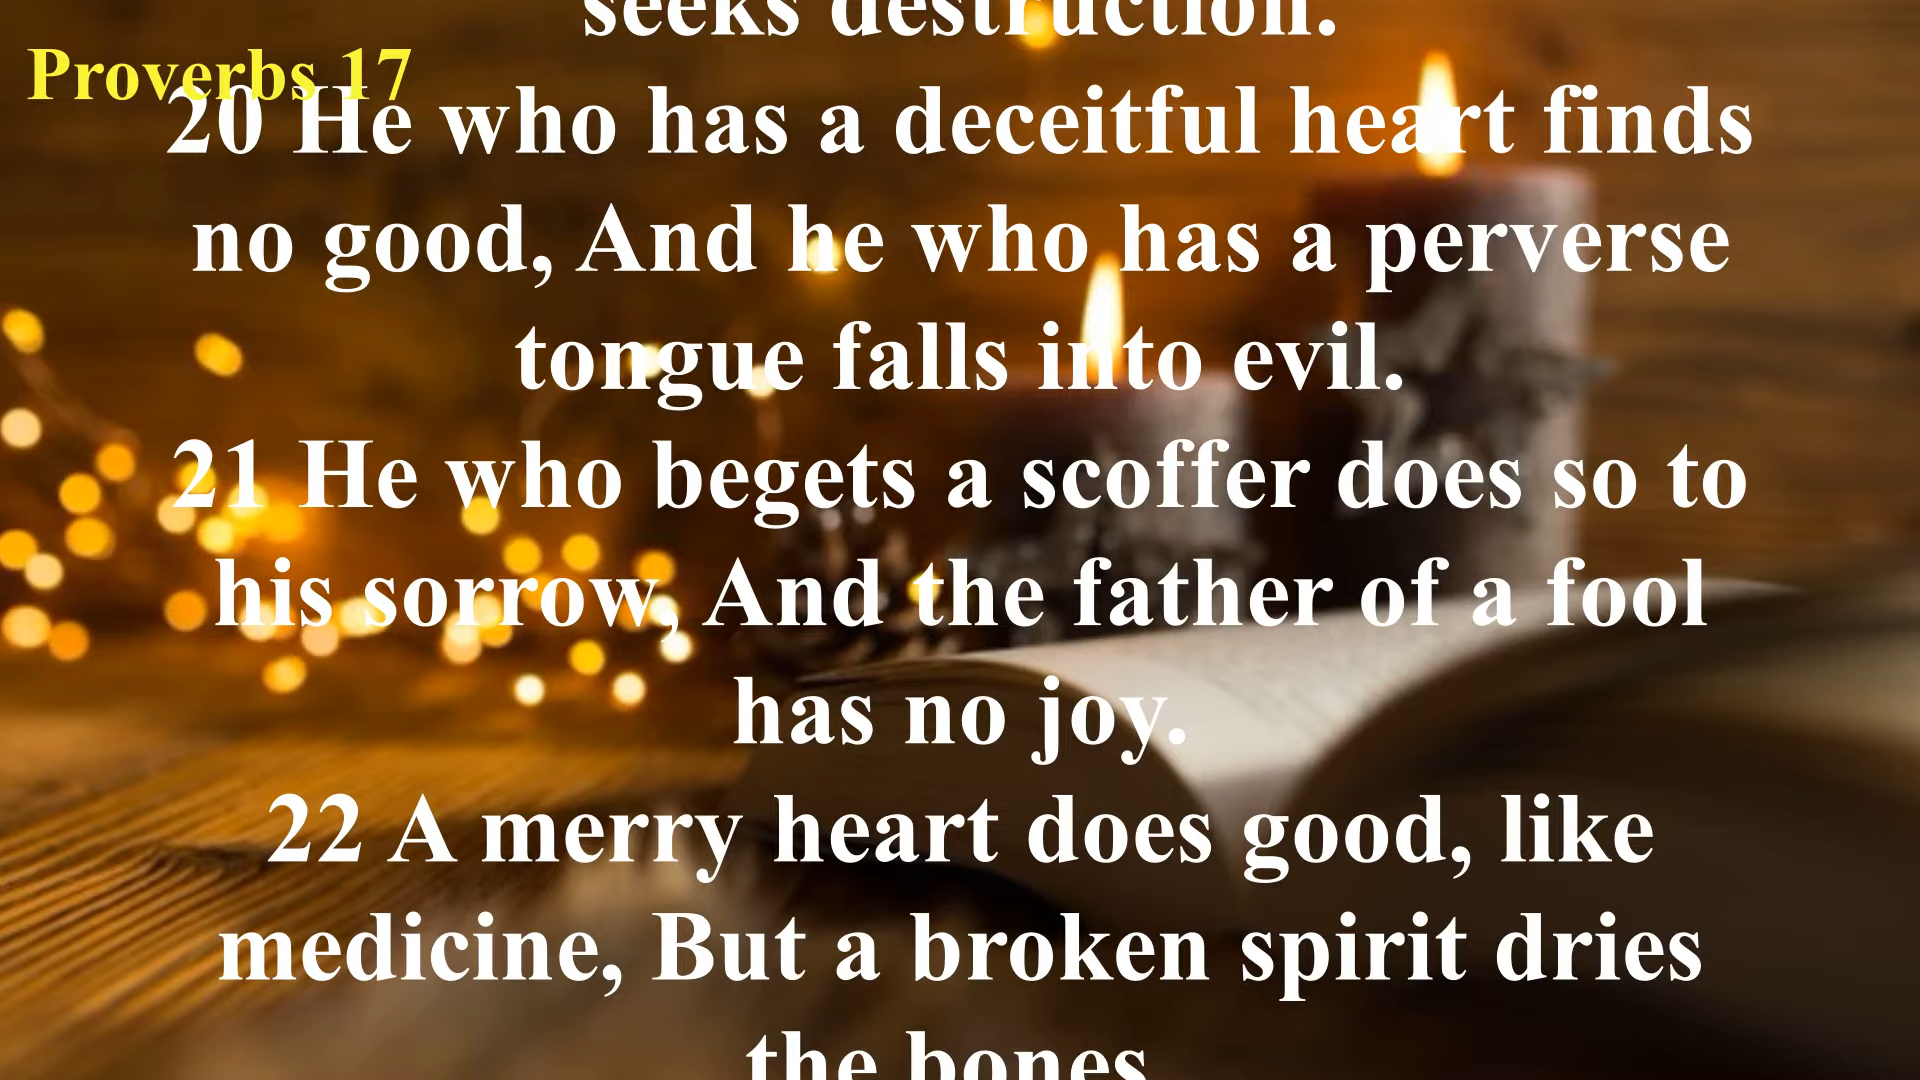 seeks destruction.
Proverbs 17
20 He who has a deceitful heart finds
no good, And he who has a perverse
tongue falls into evil.
21 He who begets a scoffer does so to
his sorrow, And the father of a fool
has no joy.
22 A merry heart does good, like
medicine, But a broken spirit dries
the bones.